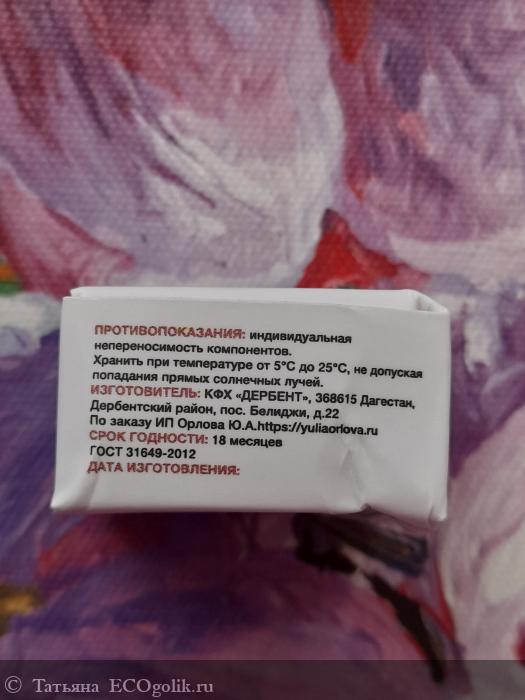 ПРОТИВОПОКАЗАНИЯ: индивидуальная
непереносимость компонентов.
Хранить при температуре от 5°С до 25°С, не допуская
попадания прямых солнечных лучей.
ИЗГОТОВИТЕЛЬ: КФХ «ДЕРБЕНТ», 368615 Дагестан,
Дербентский район, пос. Белиджи, д.22
По заказу ИП Орлова Ю.А.https://yuliaorlova.ru
СРОК ГОДНОСТИ: 18 месяцев
ГОСТ 31649-2012
ДАТА ИЗГОТОВЛЕНИЯ:
© Татьяна ECOgolik.ru